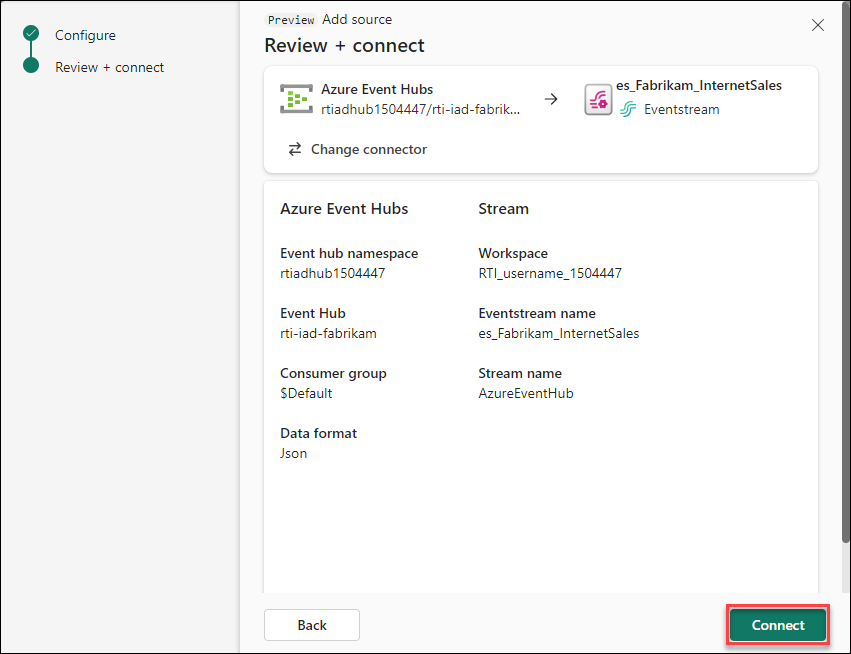 Configure
Review + connect
Preview Add source
Review + connect
Azure Event Hubs
rtiadhub1504447/rti-iad-fabrik...
es_Fabrikam_InternetSales
Eventstream
Change connector
Azure Event Hubs
Event hub namespace
rtiadhub1504447
Event Hub
rti-iad-fabrikam
Consumer group
$Default
Data format
Json
Stream
Workspace
RTI_username_1504447
Eventstream name
es_Fabrikam_InternetSales
Stream name
AzureEventHub
Back
Connect